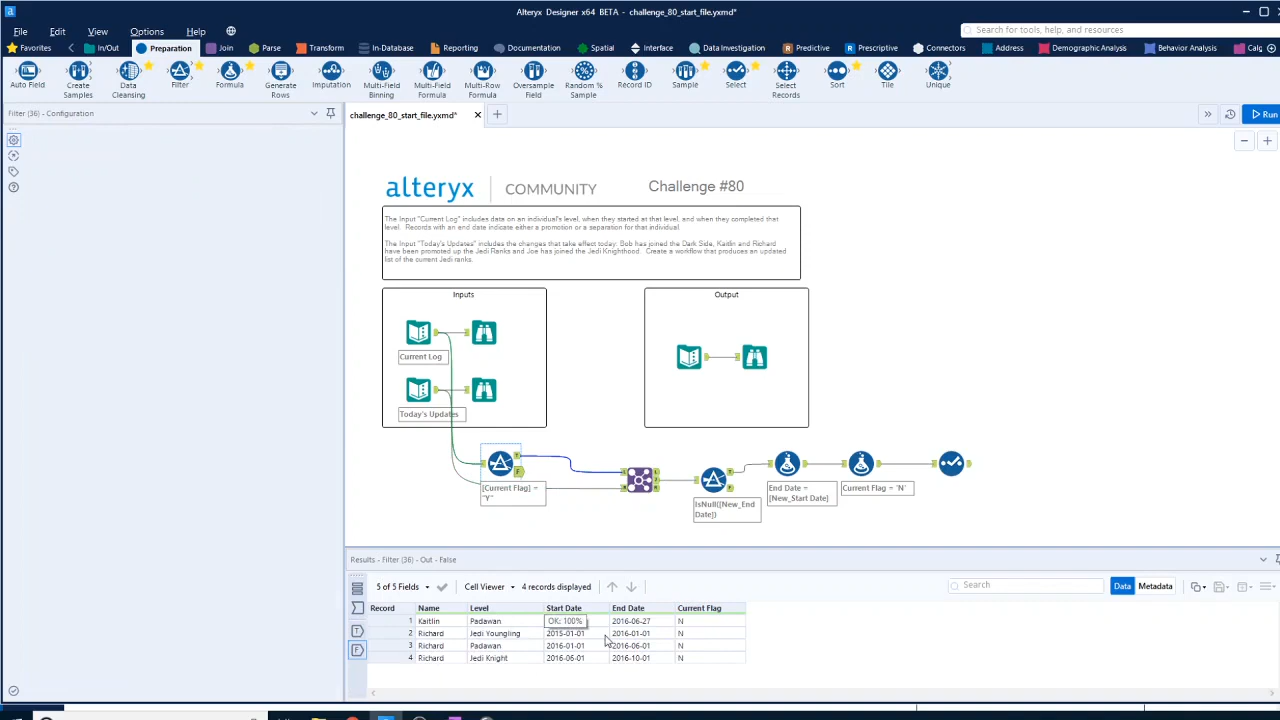 Alteryx Designer x64 BETA - challenge_80_start_file.yxmd*
File Edit View Options Help
Search for tools, help, and resources
Favorites In/Out Preparation Join Parse Transform In-Database Reporting Documentation Spatial Interface Data Investigation Predictive Prescriptive Connectors Address Demographic Analysis Behavior Analysis Calg
Auto Field Create Samples Data Cleansing Filter Formula Generate Rows Imputation Multi-Field Binning Multi-Field Formula Multi-Row Formula Oversample Field Random % Sample Record ID Sample Select Select Records Sort Tile Unique
Filter (36) - Configuration
challenge_80_start_file.yxmd*
Run
alteryx COMMUNITY Challenge #80
The Input "Current Log" includes data on an individual's level, when they started at that level, and when they completed that
level. Records with an end date indicate either a promotion or a separation for that individual.
The Input "Today's Updates" includes the changes that take effect today: Bob has joined the Dark Side, Kaitlin and Richard
have been promoted up the Jedi Ranks and Joe has joined the Jedi Knighthood. Create a workflow that produces an updated
list of the current Jedi ranks.
Inputs
Output
Current Log
Today's Updates
[Current Flag] =
"Y"
IsNull([New_End
Date])
End Date =
[New_Start Date]
Current Flag = 'N'
Results - Filter (36) - Out - False
5 of 5 Fields Cell Viewer 4 records displayed Search Data Metadata
Record Name Level Start Date End Date Current Flag
1 Kaitlin Padawan OK: 100% 2016-06-27 N
2 Richard Jedi Youngling 2015-01-01 2016-01-01 N
3 Richard Padawan 2016-01-01 2016-06-01 N
4 Richard Jedi Knight 2016-06-01 2016-10-01 N